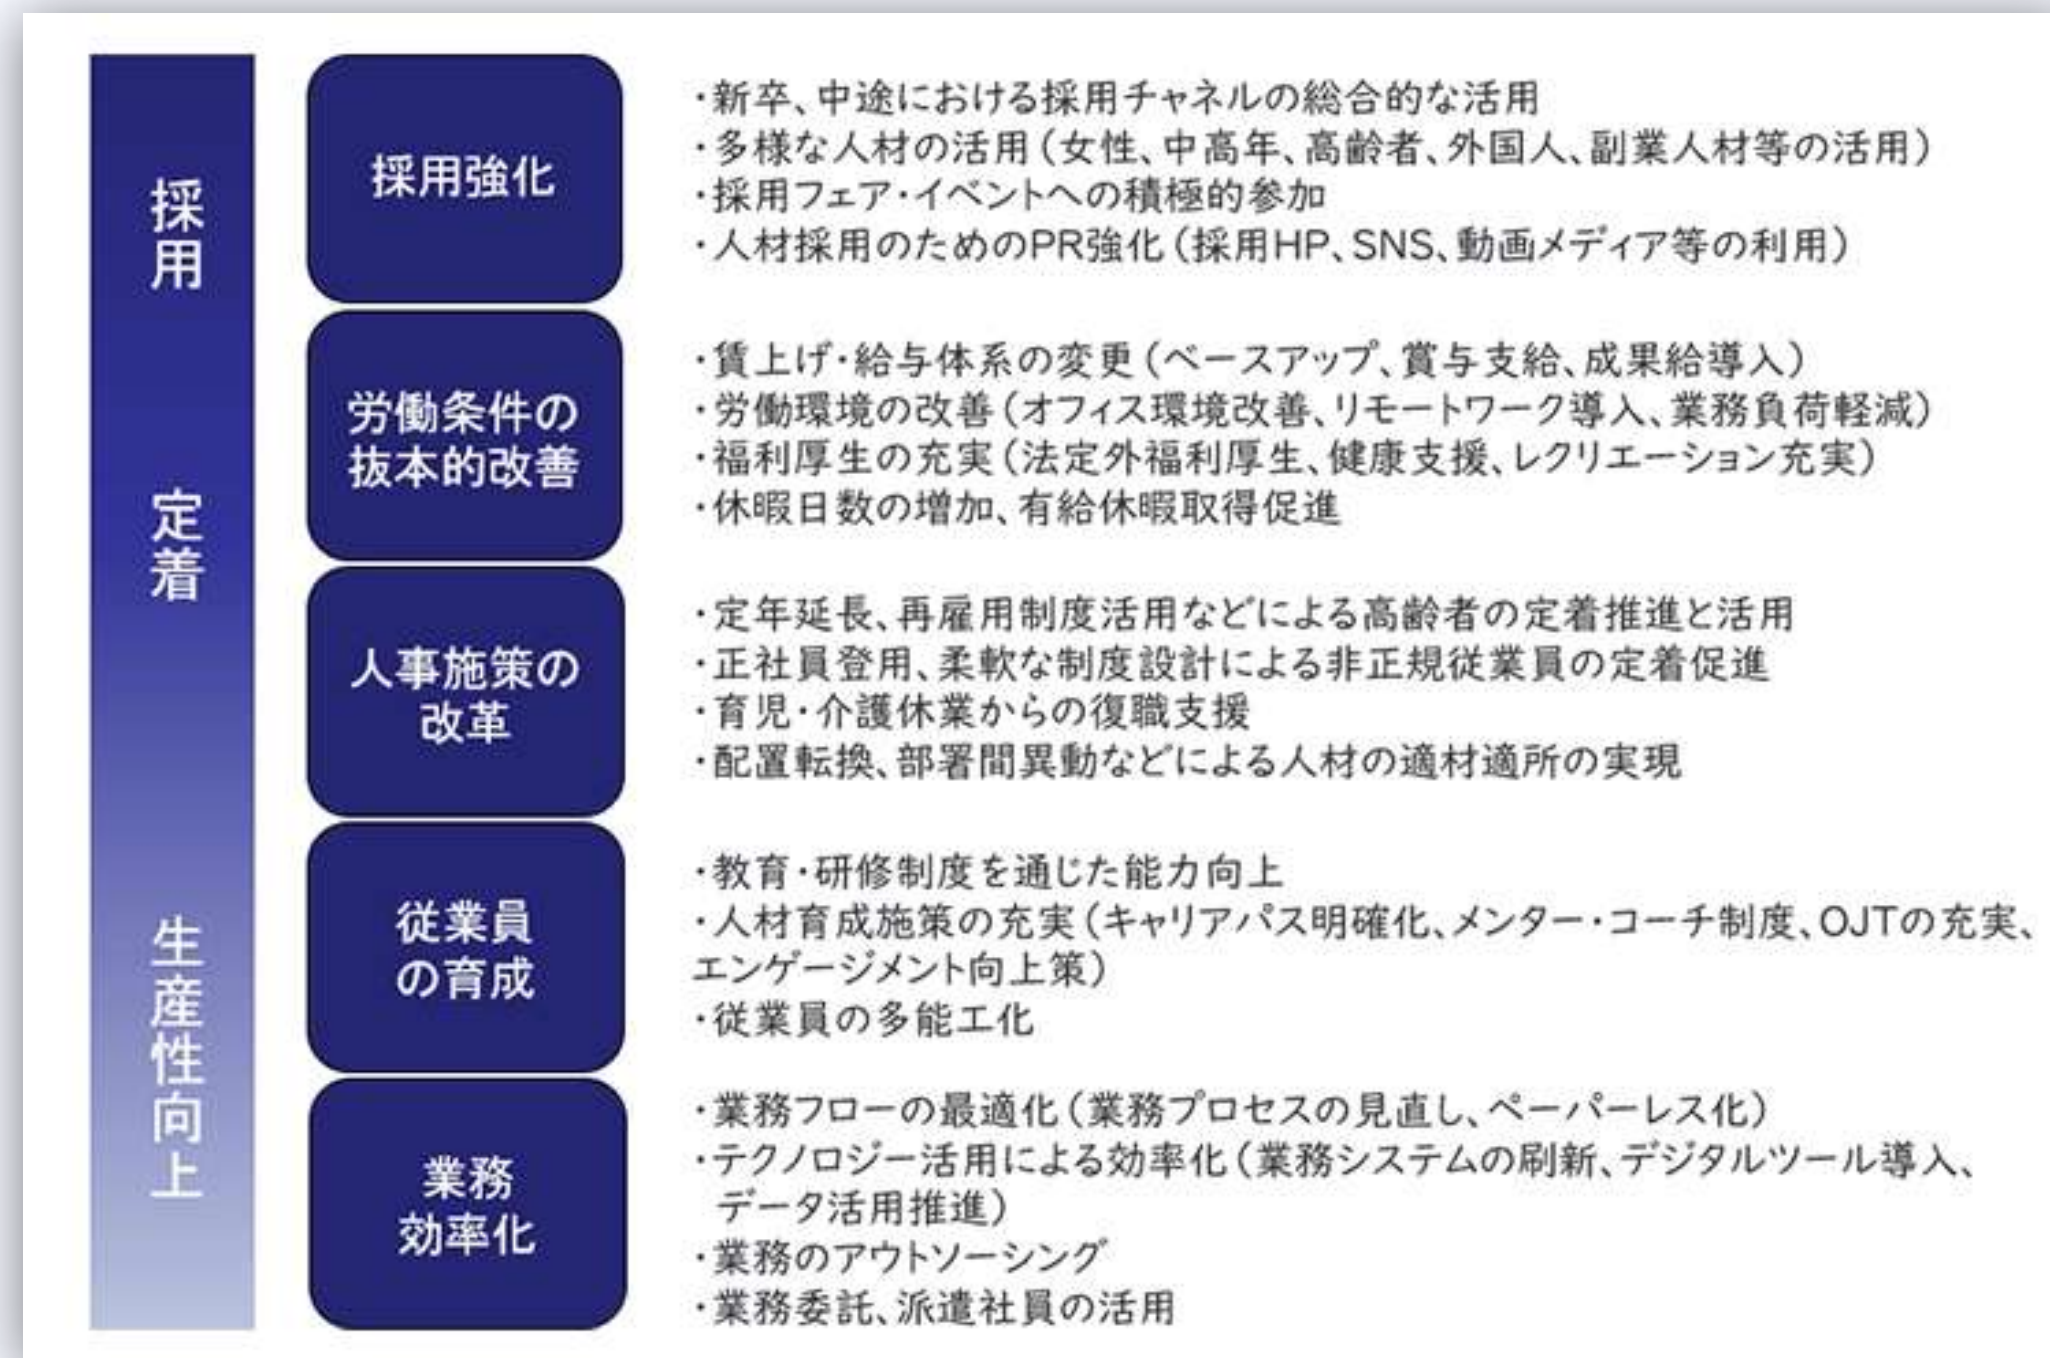 採用
定着
生産性向上
採用強化
・新卒、中途における採用チャネルの総合的な活用
・多様な人材の活用（女性、中高年、高齢者、外国人、副業人材等の活用）
・採用フェア・イベントへの積極的参加
・人材採用のためのPR強化（採用HP、SNS、動画メディア等の利用）
労働条件の
抜本的改善
・賃上げ・給与体系の変更（ベースアップ、賞与支給、成果給導入）
・労働環境の改善（オフィス環境改善、リモートワーク導入、業務負荷軽減）
・福利厚生の充実（法定外福利厚生、健康支援、レクリエーション充実）
・休暇日数の増加、有給休暇取得促進
人事施策の
改革
・定年延長、再雇用制度活用などによる高齢者の定着推進と活用
・正社員登用、柔軟な制度設計による非正規従業員の定着促進
・育児・介護休業からの復職支援
・配置転換、部署間異動などによる人材の適材適所の実現
従業員
の育成
・教育・研修制度を通じた能力向上
・人材育成施策の充実（キャリアパス明確化、メンター・コーチ制度、OJTの充実、
エンゲージメント向上策）
・従業員の多能工化
業務
効率化
・業務フローの最適化（業務プロセスの見直し、ペーパーレス化）
・テクノロジー活用による効率化（業務システムの刷新、デジタルツール導入、
データ活用推進）
・業務のアウトソーシング
・業務委託、派遣社員の活用